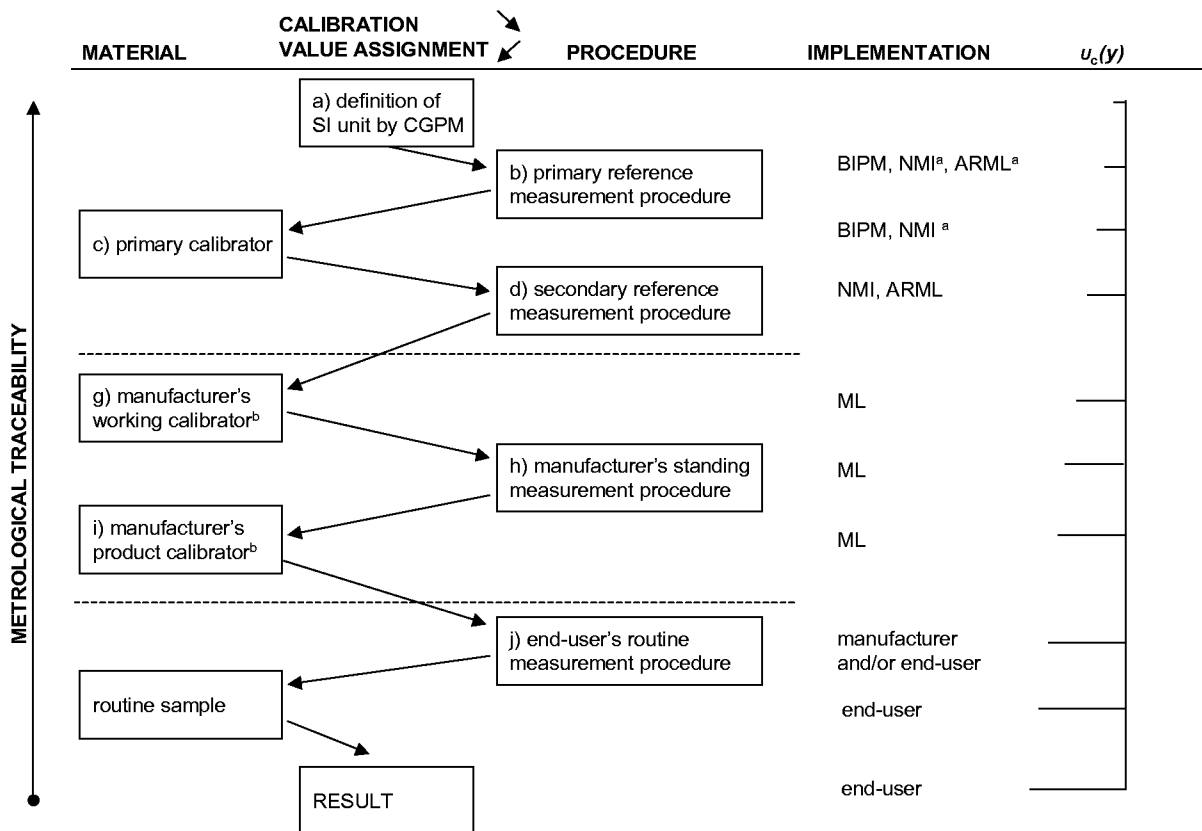 CALIBRATION
MATERIAL VALUE ASSIGNMENT PROCEDURE IMPLEMENTATION u_c(y)
a) definition of
SI unit by CGPM
b) primary reference
measurement procedure
BIPM, NMIᵃ, ARMLᵃ
c) primary calibrator
BIPM, NMI ᵃ
d) secondary reference
measurement procedure
NMI, ARML
g) manufacturer's
working calibratorᵇ
ML
h) manufacturer's standing
measurement procedure
ML
i) manufacturer's
product calibratorᵇ
ML
j) end-user's routine
measurement procedure
manufacturer
and/or end-user
routine sample
end-user
RESULT
end-user
METROLOGICAL TRACEABILITY